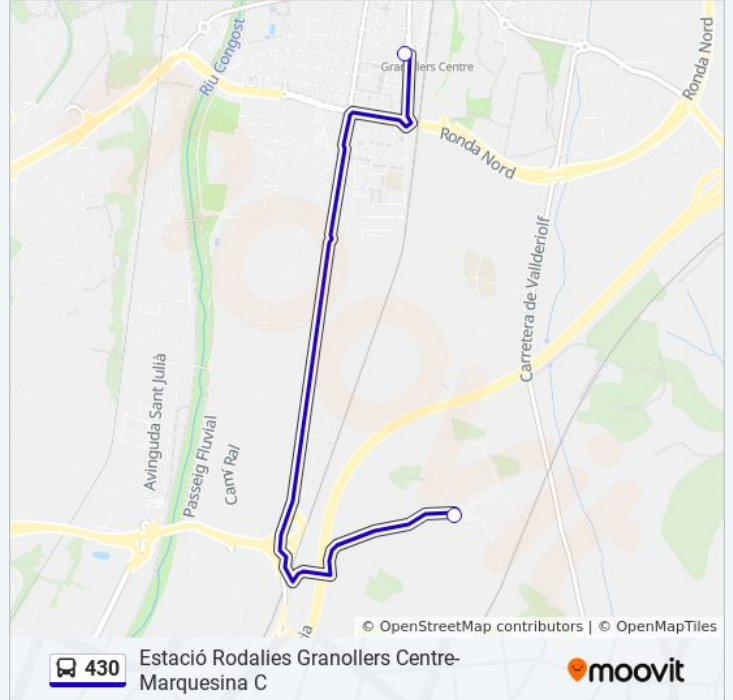 Riu Congost
Ronda Nord
Granollers Centre
Ronda Nord
Carretera de Vallderiolf
Avinguda Sant Julià
Passeig Fluvial
Camí Ral
© OpenStreetMap contributors | © OpenMapTiles
430
Estació Rodalies Granollers Centre-
Marquesina C
moovit